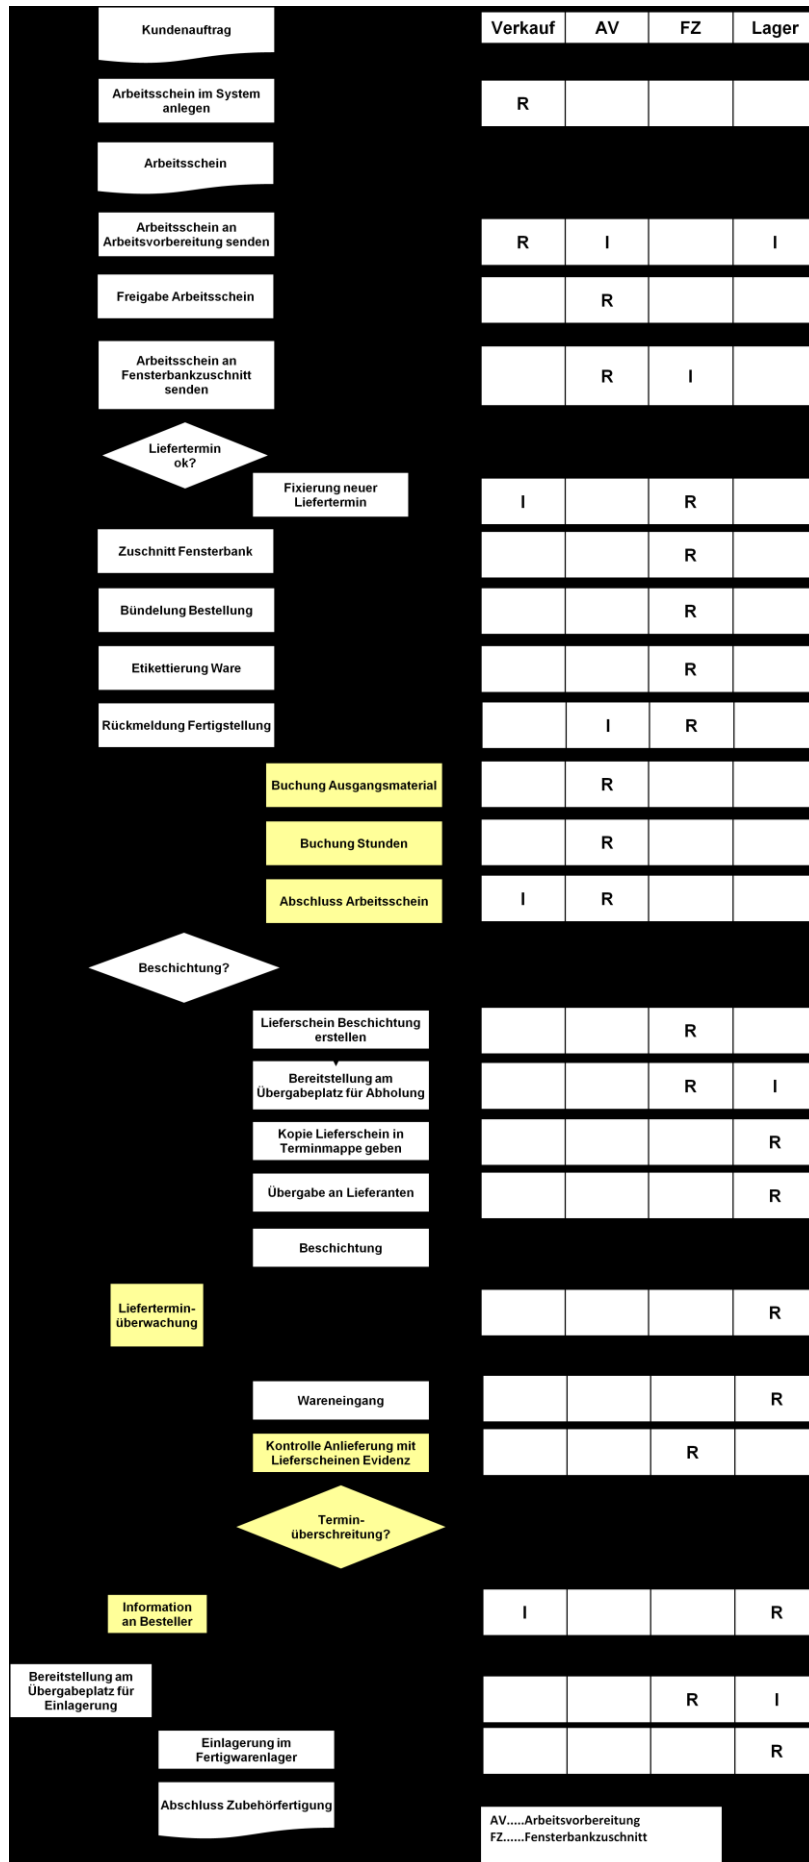 Kundenauftrag
Verkauf AV FZ Lager
Arbeitsschein im System
anlegen
R
Arbeitsschein
Arbeitsschein an
Arbeitsvorbereitung senden
R I I
Freigabe Arbeitsschein
R
Arbeitsschein an
Fensterbankzuschnitt
senden
R I
Liefertermin
ok?
Fixierung neuer
Liefertermin
I R
Zuschnitt Fensterbank
R
Bündelung Bestellung
R
Etikettierung Ware
R
Rückmeldung Fertigstellung
I R
Buchung Ausgangsmaterial
R
Buchung Stunden
R
Abschluss Arbeitsschein
I R
Beschichtung?
Lieferschein Beschichtung
erstellen
R
Bereitstellung am
Übergabeplatz für Abholung
R I
Kopie Lieferschein in
Terminmappe geben
R
Übergabe an Lieferanten
R
Beschichtung
Liefertermin-
überwachung
R
Wareneingang
R
Kontrolle Anlieferung mit
Lieferscheinen Evidenz
R
Termin-
überschreitung?
Information
an Besteller
I R
Bereitstellung am
Übergabeplatz für
Einlagerung
R I
Einlagerung im
Fertigwarenlager
R
Abschluss Zubehörfertigung
AV.....Arbeitsvorbereitung
FZ......Fensterbankzuschnitt